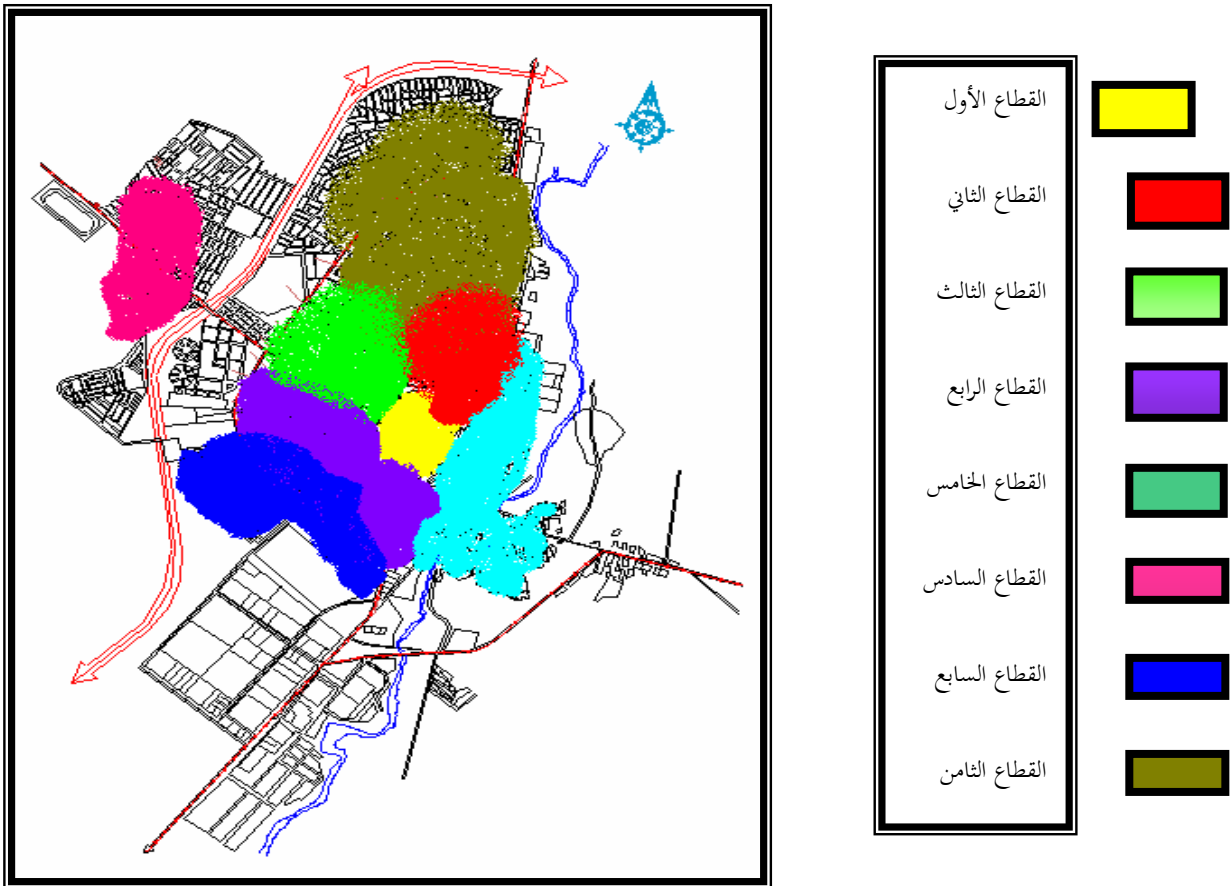 القطاع الأول
القطاع الثاني
القطاع الثالث
القطاع الرابع
القطاع الخامس
القطاع السادس
القطاع السابع
القطاع الثامن